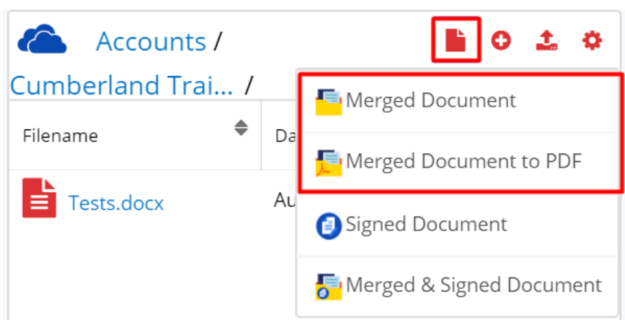 Accounts /
Cumberland Trai... /
Filename
Da
Tests.docx
Au
Merged Document
Merged Document to PDF
Signed Document
Merged & Signed Document